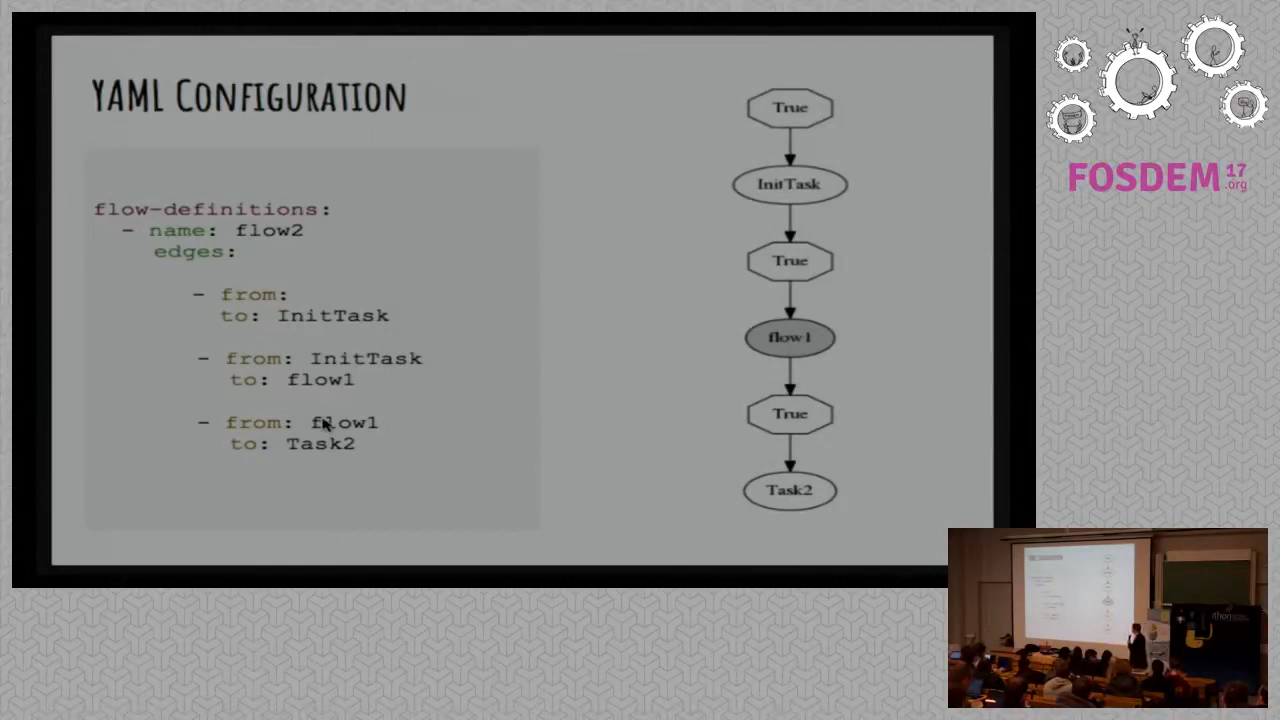 YAML Configuration
flow-definitions:
- name: flow2
edges:
- from:
to: InitTask
- from: InitTask
to: flow1
- from: flow1
to: Task2
True
InitTask
True
flow1
True
Task2
FOSDEM 17
.org